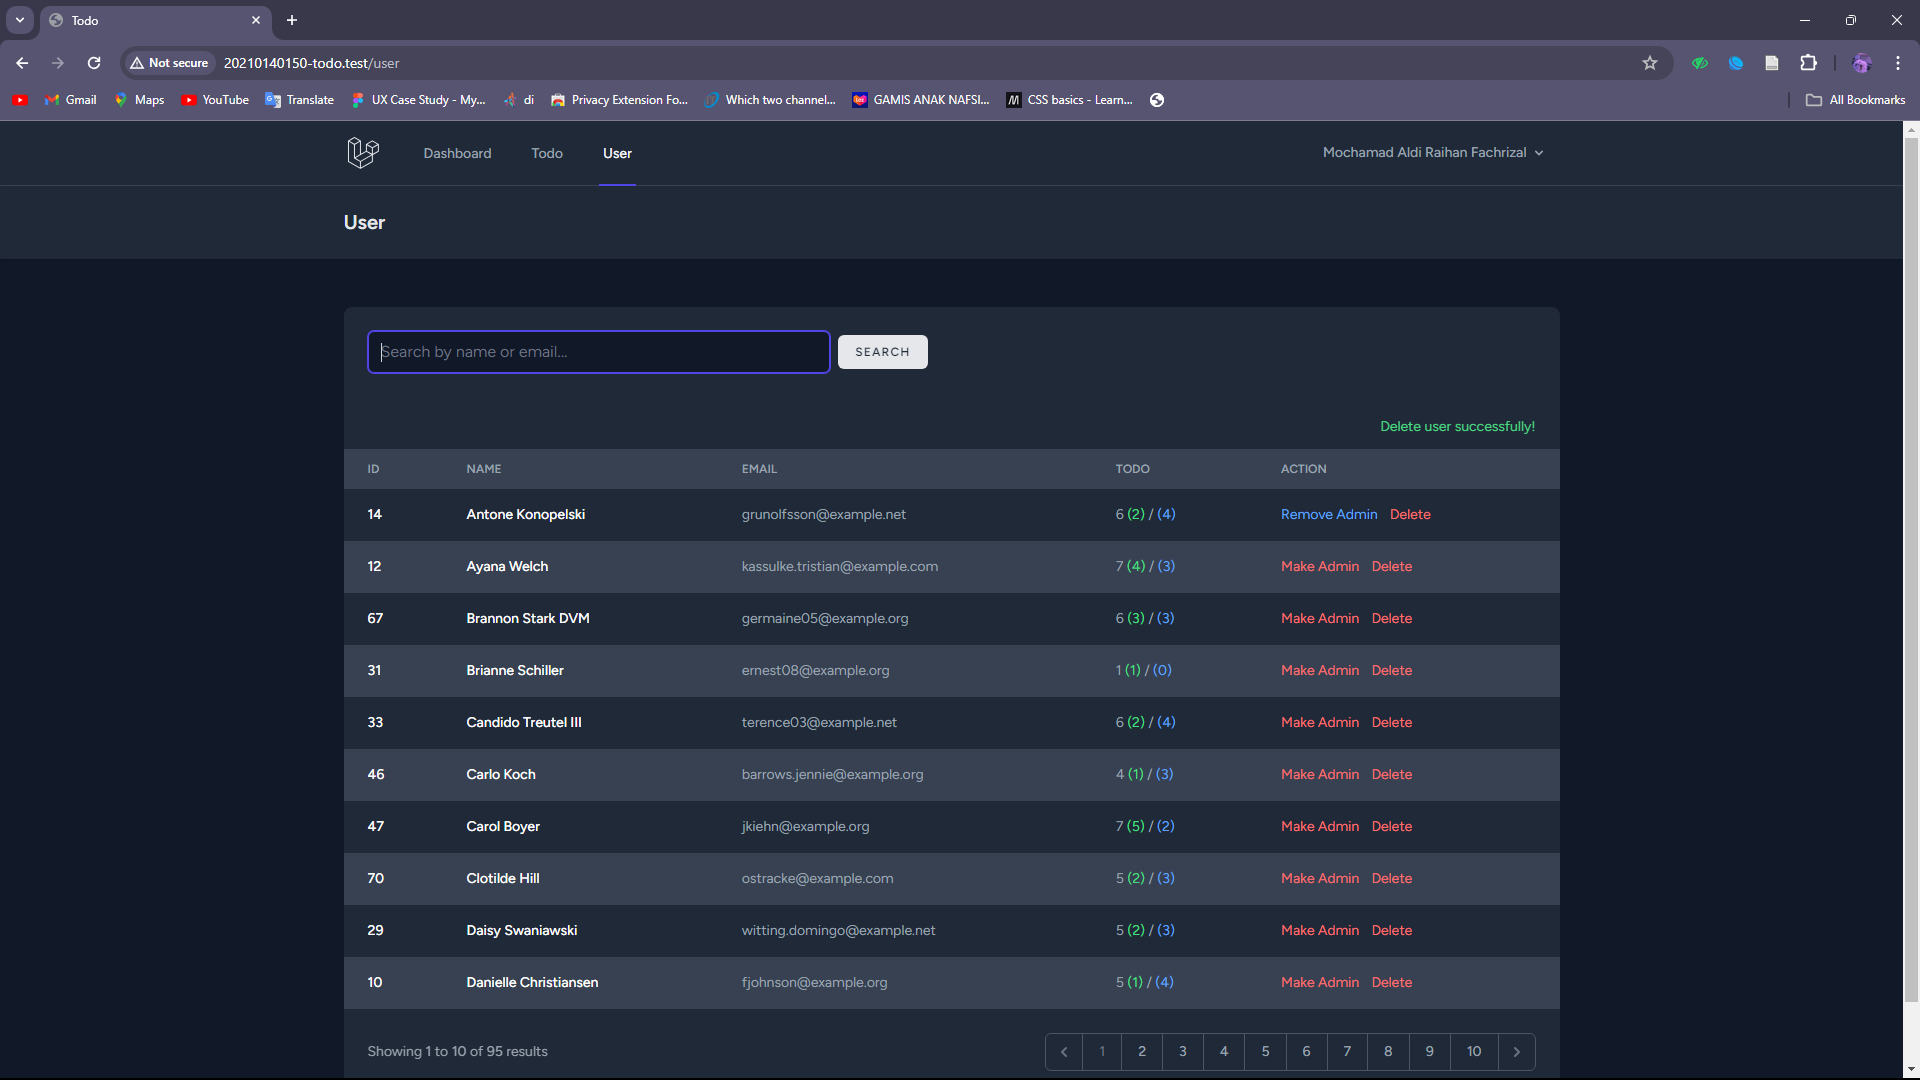 Todo
Not secure 20210140150-todo.test/user
Gmail Maps YouTube Translate UX Case Study - My... di Privacy Extension Fo... Which two channel... GAMIS ANAK NAFSI... CSS basics - Learn... All Bookmarks
Dashboard Todo User Mochamad Aldi Raihan Fachrizal
User
Search by name or email... SEARCH
Delete user successfully!
ID NAME EMAIL TODO ACTION
14 Antone Konopelski grunolfsson@example.net 6 (2) / (4) Remove Admin Delete
12 Ayana Welch kassulke.tristian@example.com 7 (4) / (3) Make Admin Delete
67 Brannon Stark DVM germaine05@example.org 6 (3) / (3) Make Admin Delete
31 Brianne Schiller ernest08@example.org 1 (1) / (0) Make Admin Delete
33 Candido Treutel III terence03@example.net 6 (2) / (4) Make Admin Delete
46 Carlo Koch barrows.jennie@example.org 4 (1) / (3) Make Admin Delete
47 Carol Boyer jkiehn@example.org 7 (5) / (2) Make Admin Delete
70 Clotilde Hill ostracke@example.com 5 (2) / (3) Make Admin Delete
29 Daisy Swaniawski witting.domingo@example.net 5 (2) / (3) Make Admin Delete
10 Danielle Christiansen fjohnson@example.org 5 (1) / (4) Make Admin Delete
Showing 1 to 10 of 95 results 1 2 3 4 5 6 7 8 9 10